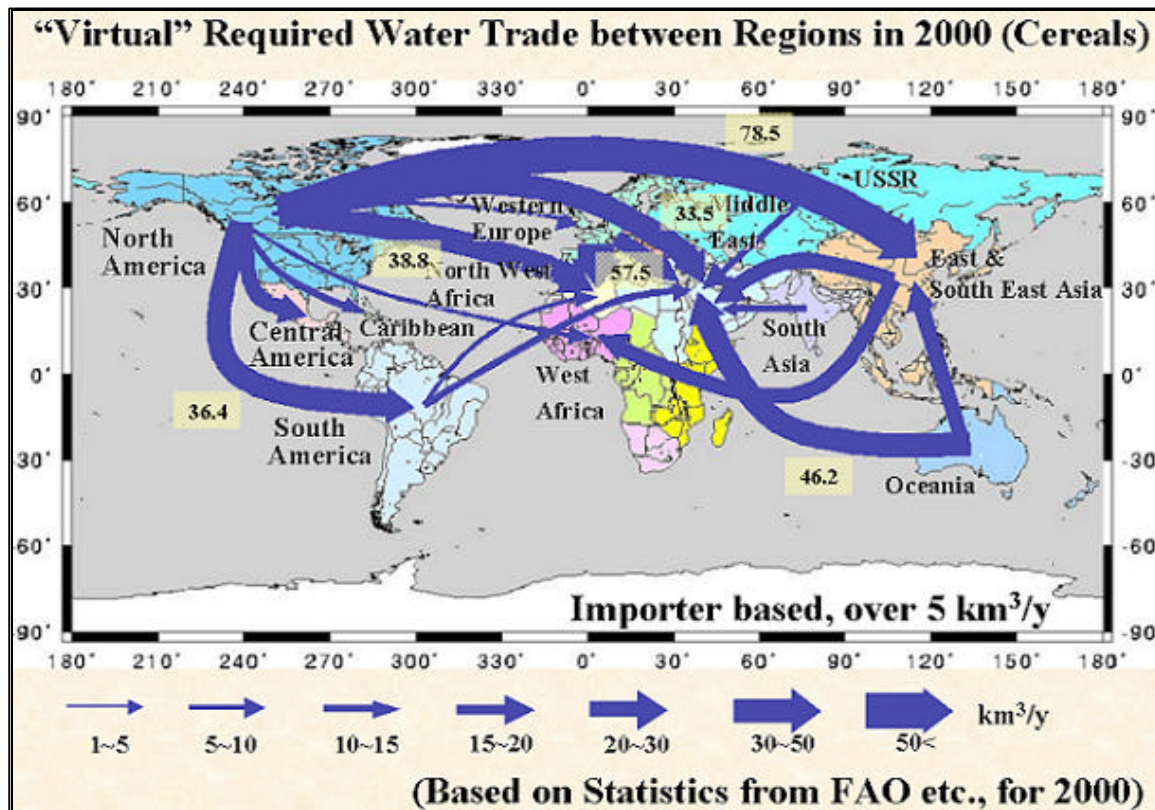 “Virtual” Required Water Trade between Regions in 2000 (Cereals)
180˚ 210˚ 240˚ 270˚ 300˚ 330˚ 0˚ 30˚ 60˚ 90˚ 120˚ 150˚ 180˚
90˚ 90˚
78.5
USSR
60˚ 60˚
Western
Europe
33.5
Middle
East
North
America
38.8
North West
Africa
57.5
East &
South East Asia
30˚ 30˚
Central
America
Caribbean
South
Asia
0˚ 0˚
West
Africa
36.4
South
America
-30˚ -30˚
46.2
Oceania
-60˚ -60˚
Importer based, over 5 km³/y
-90˚ -90
180˚ 210˚ 240˚ 270˚ 300˚ 330˚ 0˚ 30˚ 60˚ 90˚ 120˚ 150˚ 180˚
km³/y
1~5 5~10 10~15 15~20 20~30 30~50 50<
(Based on Statistics from FAO etc., for 2000)